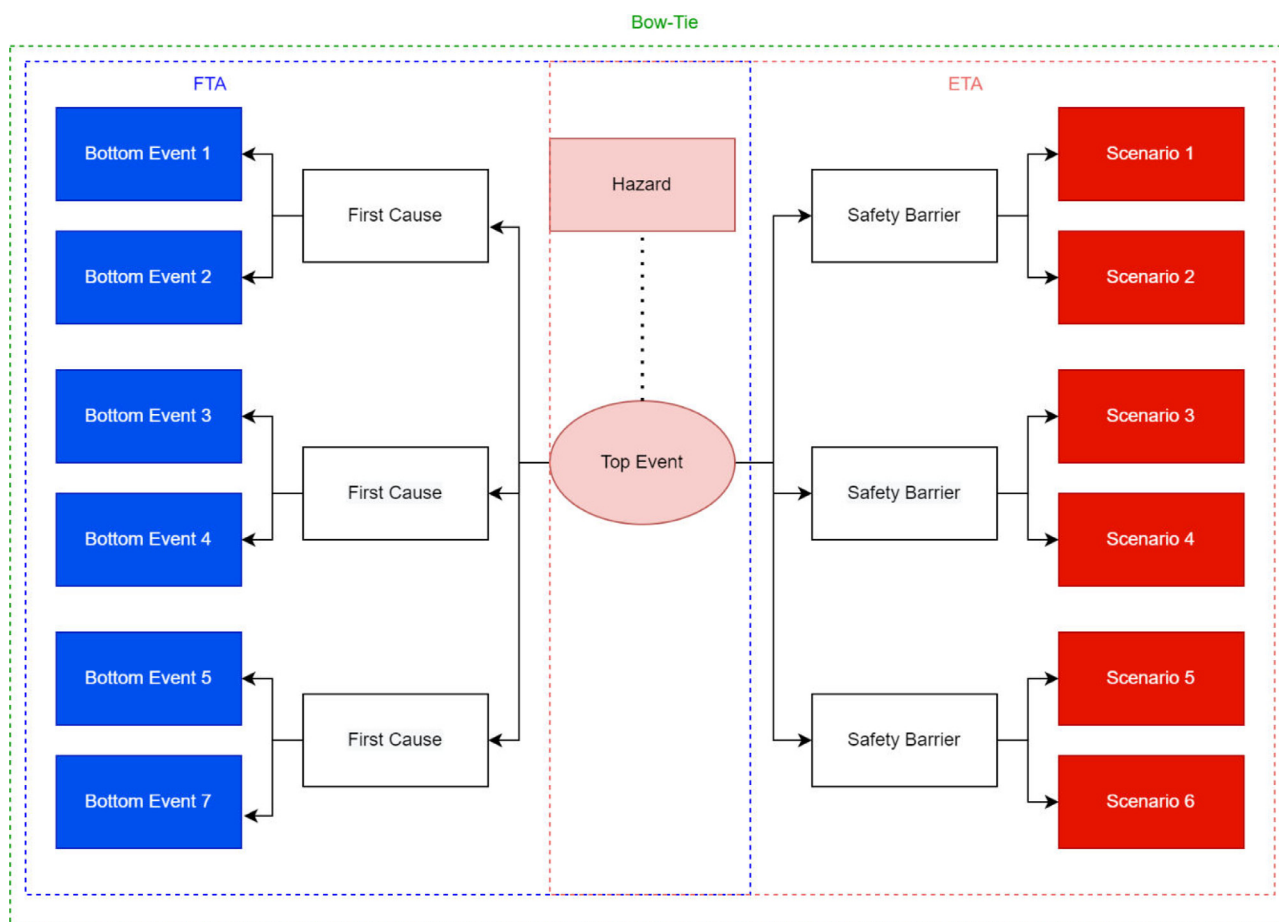 Bow-Tie
FTA
ETA
Bottom Event 1
Bottom Event 2
First Cause
Hazard
Safety Barrier
Scenario 1
Scenario 2
Bottom Event 3
Bottom Event 4
First Cause
Top Event
Safety Barrier
Scenario 3
Scenario 4
Bottom Event 5
Bottom Event 7
First Cause
Safety Barrier
Scenario 5
Scenario 6